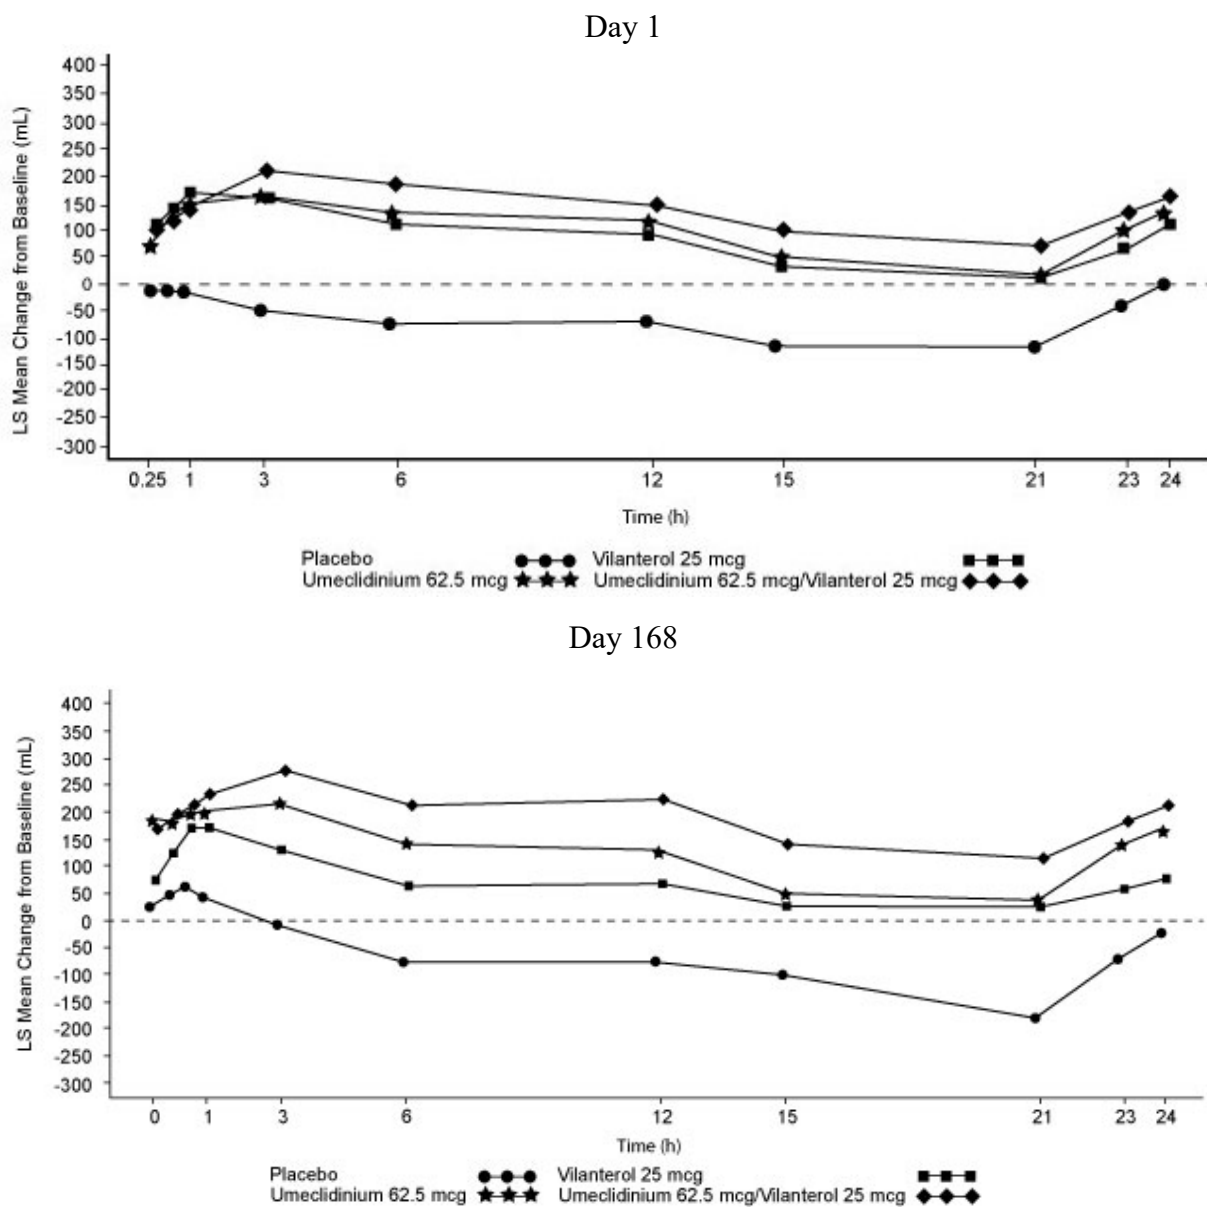 Day 1
LS Mean Change from Baseline (mL)
400
350
300
250
200
150
100
50
0
-50
-100
-150
-200
-250
-300
0.25 1 3 6 12 15 21 23 24
Time (h)
Placebo Vilanterol 25 mcg
Umeclidinium 62.5 mcg Umeclidinium 62.5 mcg/Vilanterol 25 mcg
Day 168
LS Mean Change from Baseline (mL)
400
350
300
250
200
150
100
50
0
-50
-100
-150
-200
-250
-300
0 1 3 6 12 15 21 23 24
Time (h)
Placebo Vilanterol 25 mcg
Umeclidinium 62.5 mcg Umeclidinium 62.5 mcg/Vilanterol 25 mcg